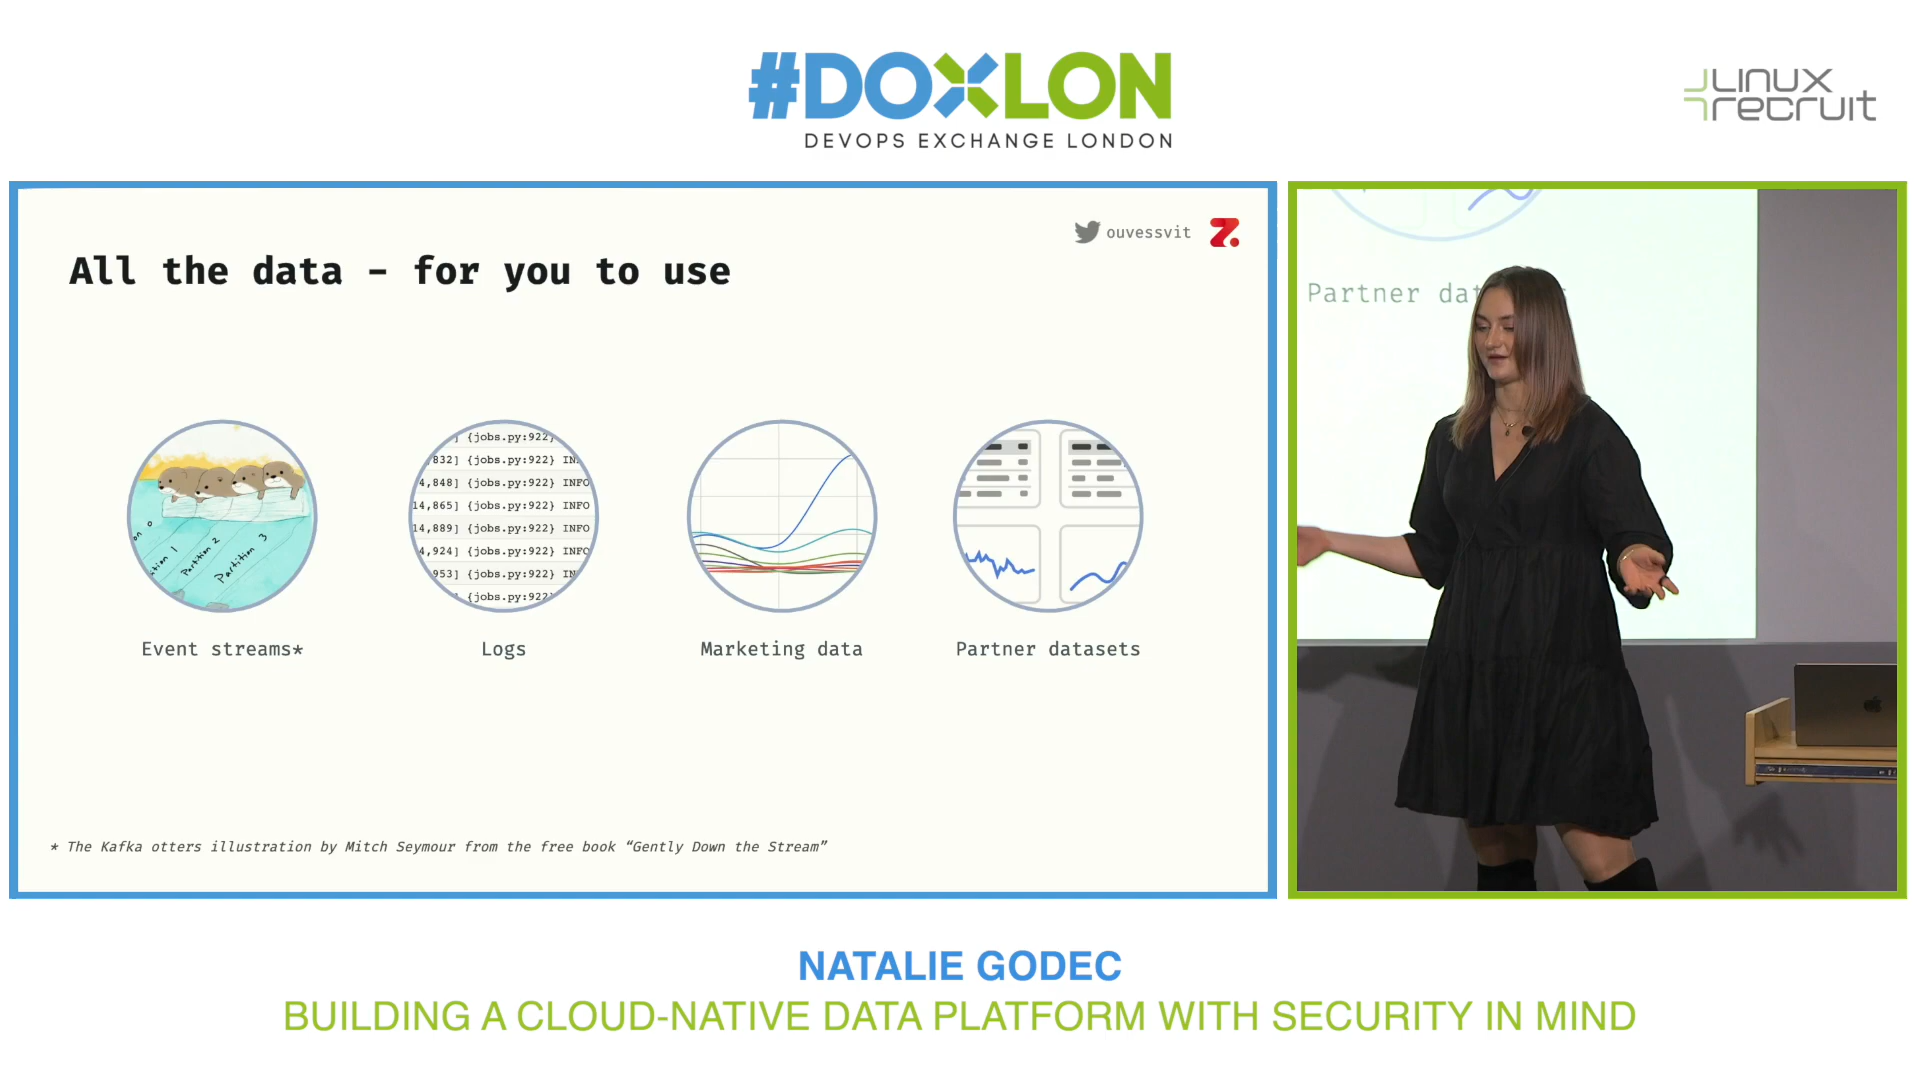 #DOXLON
DEVOPS EXCHANGE LONDON
LINUX
recruit
ouvessvit
All the data - for you to use
Partition 1
Partition 2
Partition 3
{jobs.py:922}
832] {jobs.py:922} IN
4,848] {jobs.py:922} INFO
14,865] {jobs.py:922} INFO
14,889] {jobs.py:922} INFO
4,924] {jobs.py:922} INFO
953] {jobs.py:922} IN
{jobs.py:922}
Event streams*
Logs
Marketing data
Partner datasets
* The Kafka otters illustration by Mitch Seymour from the free book “Gently Down the Stream”
Partner dat
NATALIE GODEC
BUILDING A CLOUD-NATIVE DATA PLATFORM WITH SECURITY IN MIND